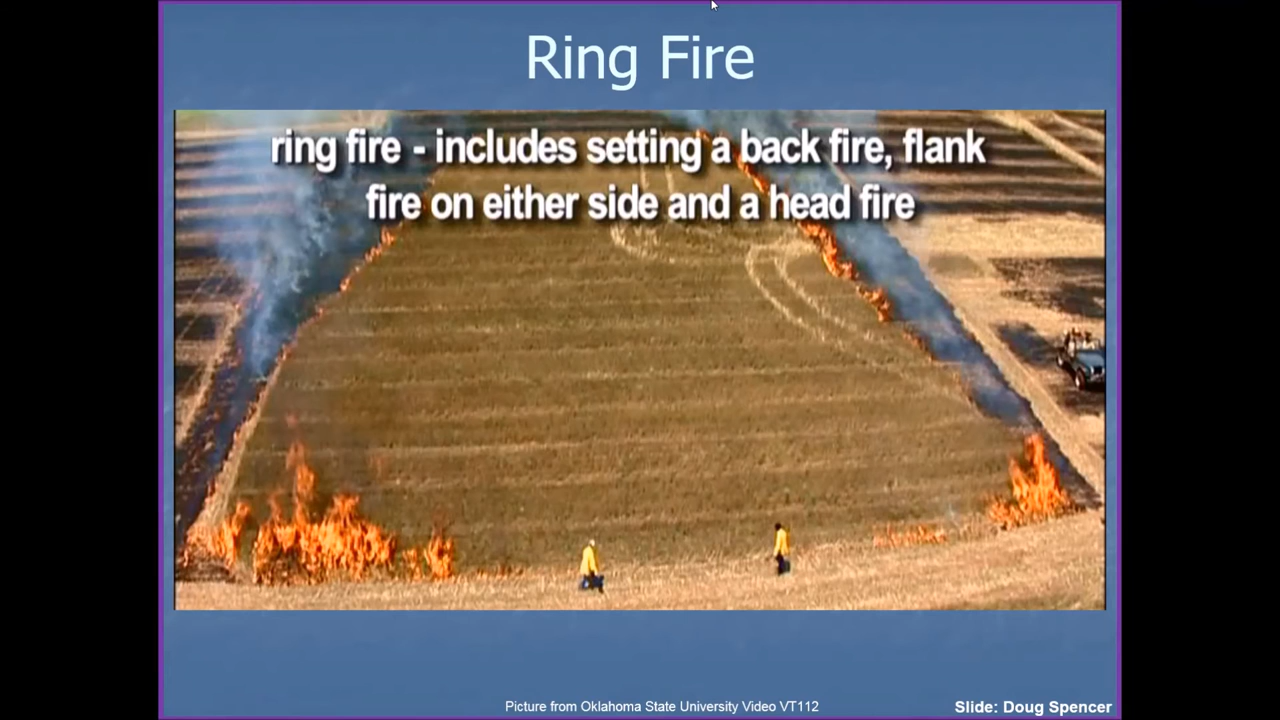 Ring Fire
ring fire - includes setting a back fire, flank
fire on either side and a head fire
Picture from Oklahoma State University Video VT112
Slide: Doug Spencer